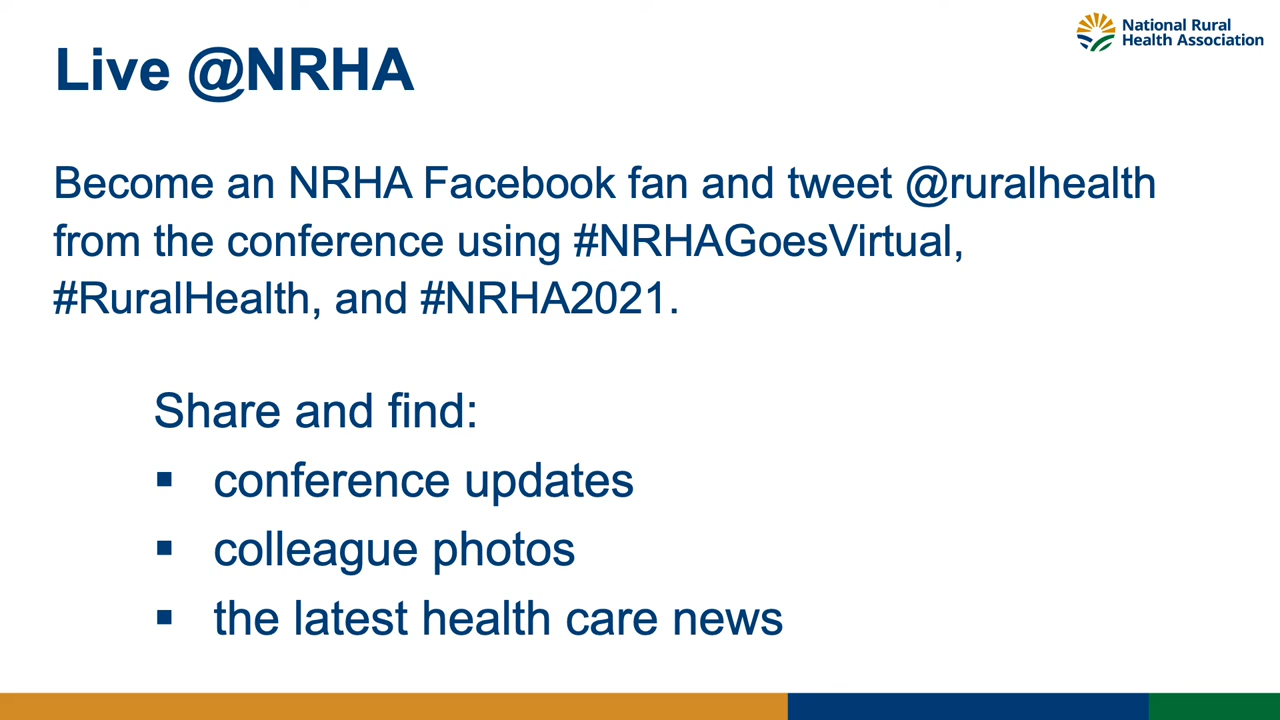 National Rural
Health Association
Live @NRHA
Become an NRHA Facebook fan and tweet @ruralhealth
from the conference using #NRHAGoesVirtual,
#RuralHealth, and #NRHA2021.
Share and find:
▪ conference updates
▪ colleague photos
▪ the latest health care news